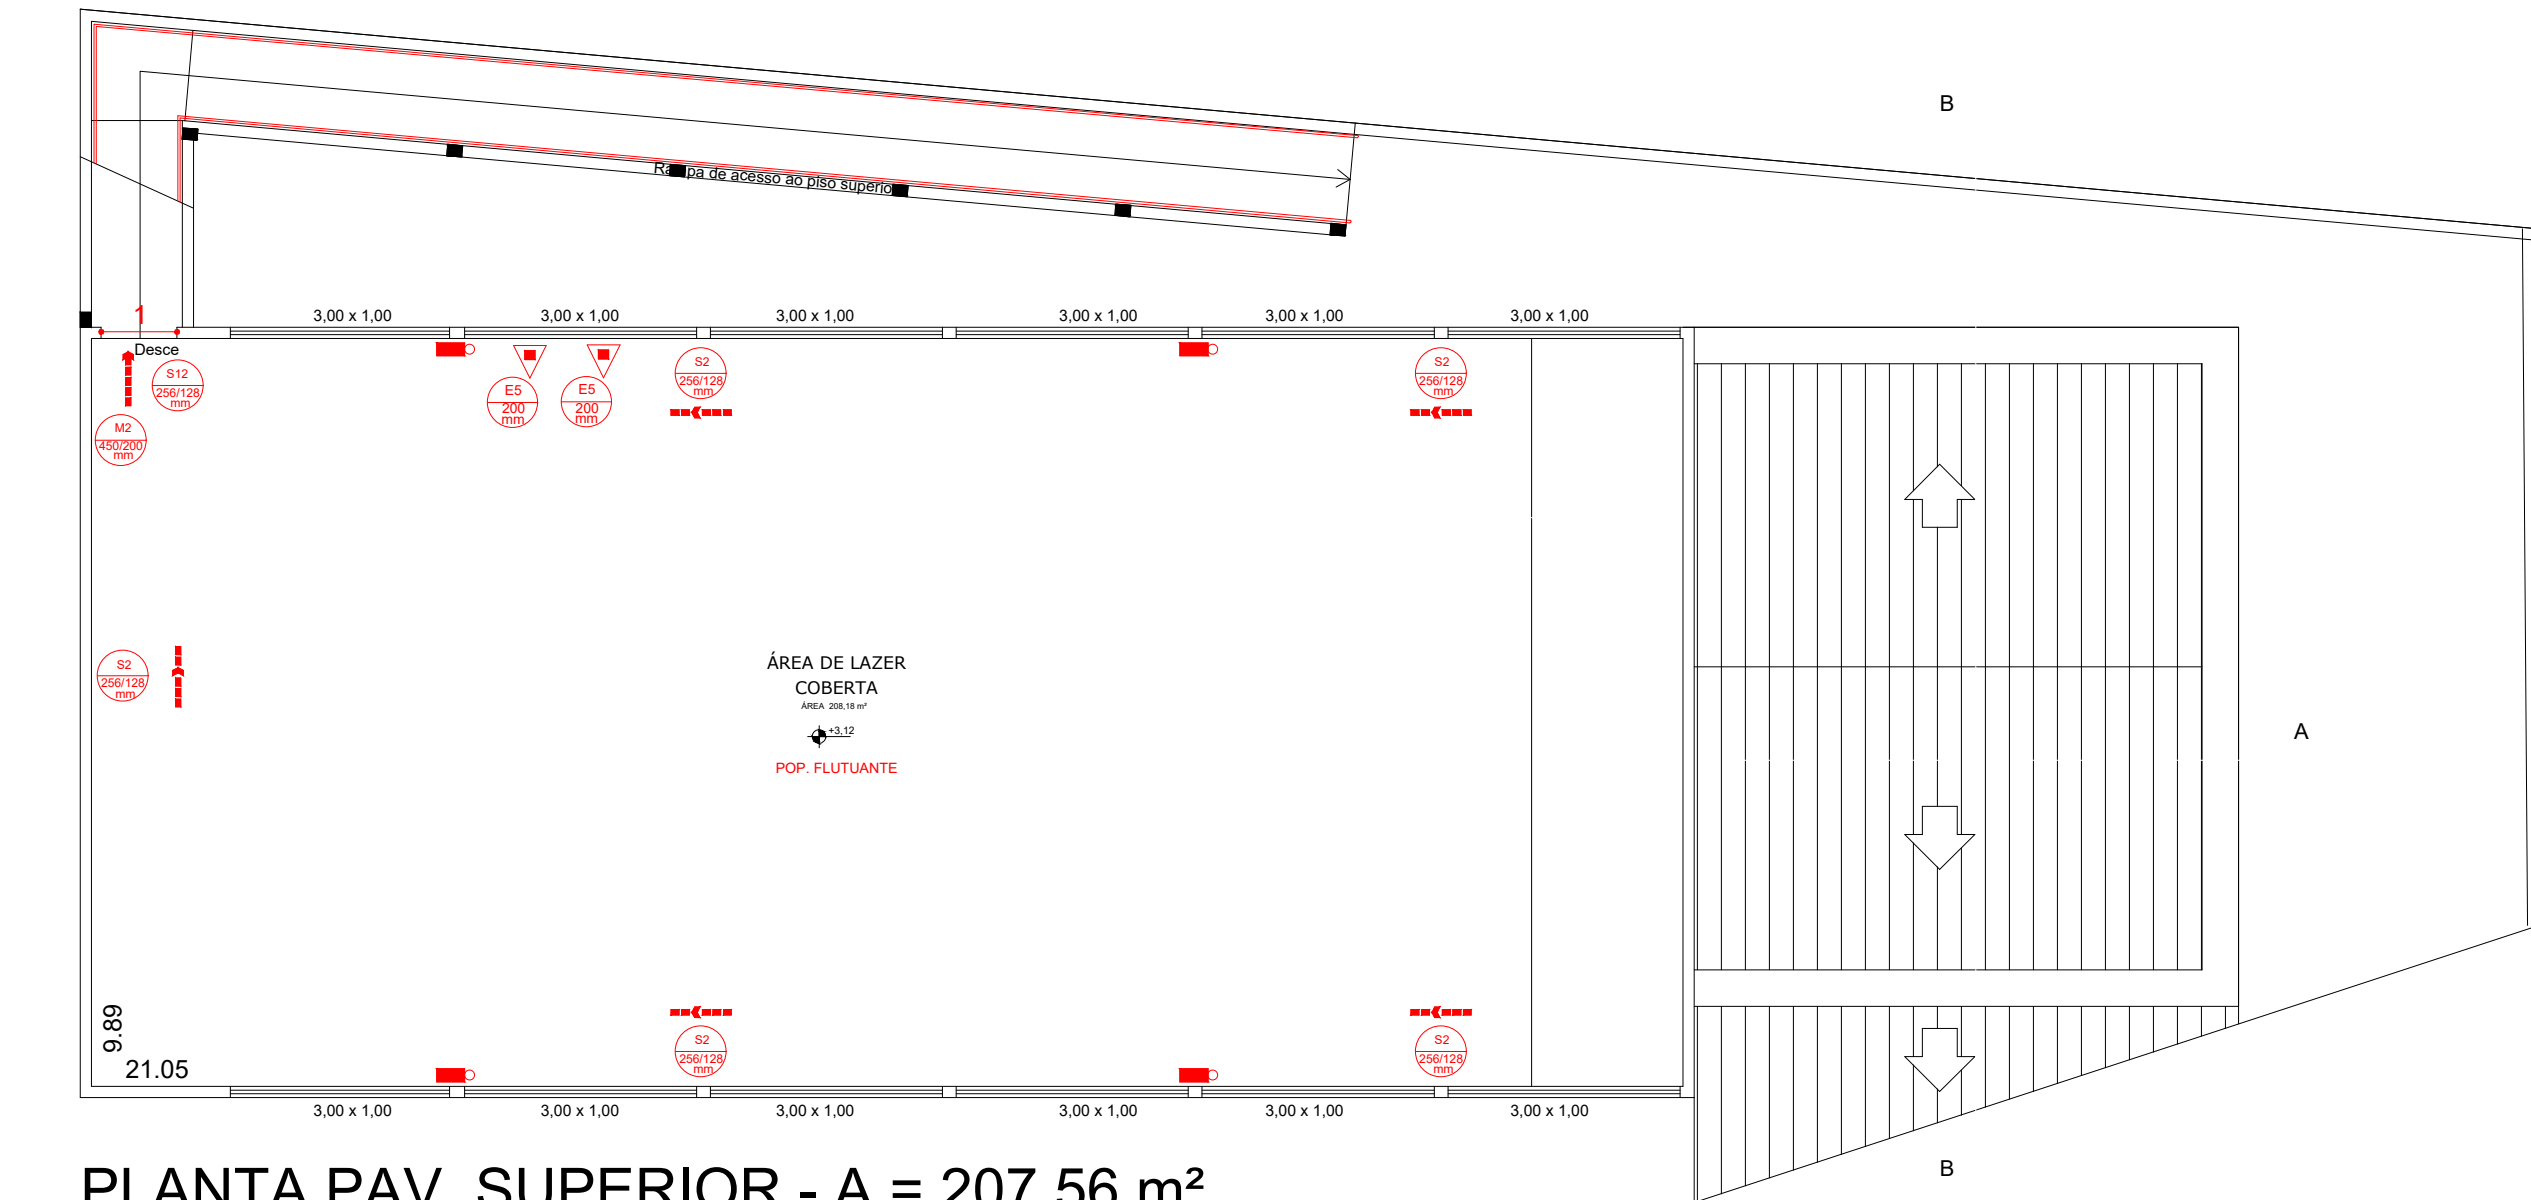 B
Rampa de acesso ao piso superior
1
3,00 x 1,00
3,00 x 1,00
3,00 x 1,00
3,00 x 1,00
3,00 x 1,00
3,00 x 1,00
Desce
S12
256/128
mm
E5
200
mm
E5
200
mm
S2
256/128
mm
S2
256/128
mm
M2
450/200
mm
S2
256/128
mm
ÁREA DE LAZER
COBERTA
ÁREA 208,18 m²
+3,12
POP. FLUTUANTE
A
9.89
21.05
S2
256/128
mm
S2
256/128
mm
3,00 x 1,00
3,00 x 1,00
3,00 x 1,00
3,00 x 1,00
3,00 x 1,00
3,00 x 1,00
B
PLANTA PAV. SUPERIOR - A = 207,56 m²